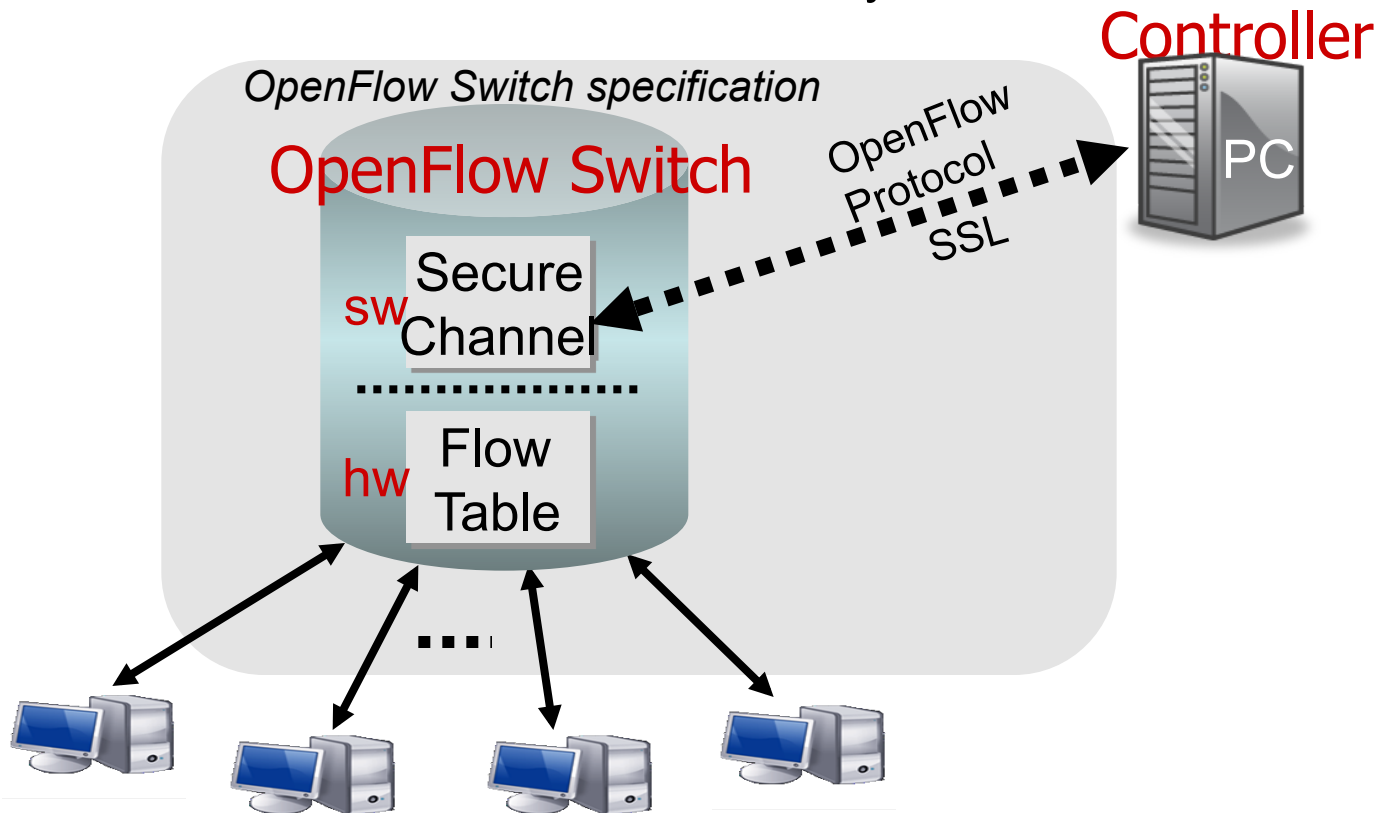 Controller
OpenFlow Switch specification
OpenFlow Switch
OpenFlow
Protocol
SSL
PC
sw
Secure
Channel
hw
Flow
Table